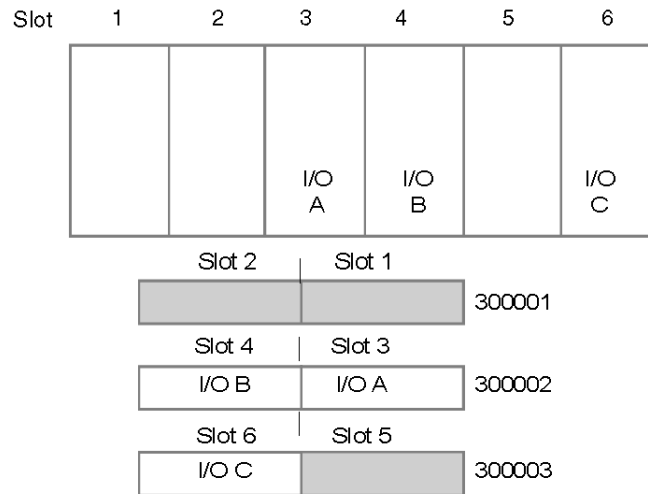 Slot 1 2 3 4 5 6
I/O I/O I/O
A B C
Slot 2 Slot 1
300001
Slot 4 Slot 3
I/O B I/O A 300002
Slot 6 Slot 5
I/O C 300003